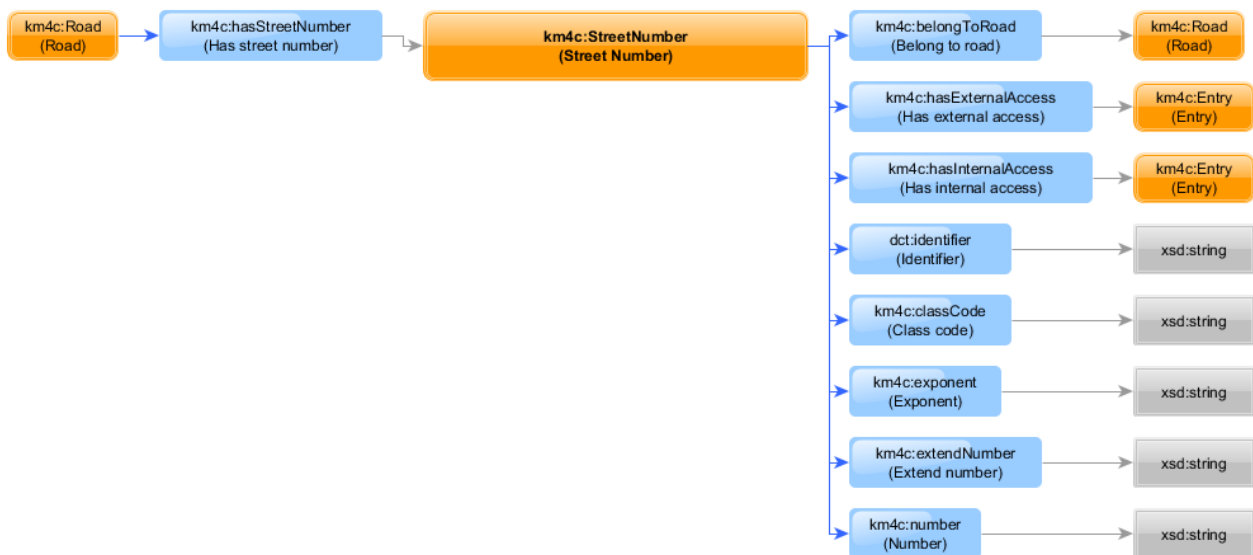 km4c:Road
(Road)
km4c:hasStreetNumber
(Has street number)
km4c:StreetNumber
(Street Number)
km4c:belongToRoad
(Belong to road)
km4c:Road
(Road)
km4c:hasExternalAccess
(Has external access)
km4c:Entry
(Entry)
km4c:hasInternalAccess
(Has internal access)
km4c:Entry
(Entry)
dct:identifier
(Identifier)
xsd:string
km4c:classCode
(Class code)
xsd:string
km4c:exponent
(Exponent)
xsd:string
km4c:extendNumber
(Extend number)
xsd:string
km4c:number
(Number)
xsd:string